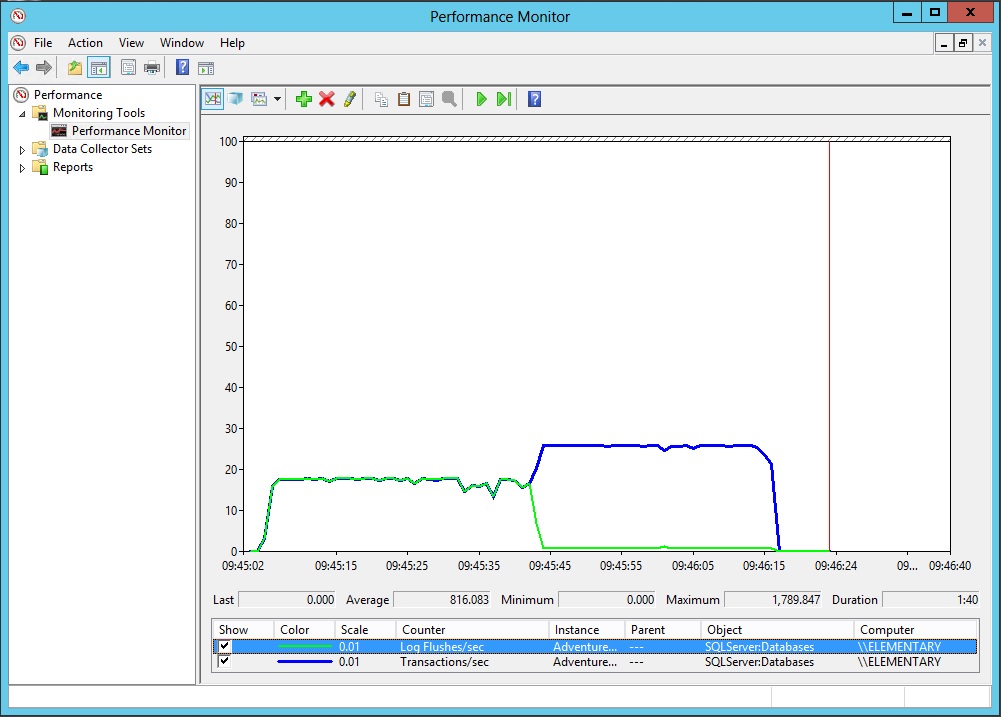 Performance Monitor
File Action View Window Help
Performance
Monitoring Tools
Performance Monitor
Data Collector Sets
Reports
100
90
80
70
60
50
40
30
20
10
0
09:45:02 09:45:15 09:45:25 09:45:35 09:45:45 09:45:55 09:46:05 09:46:15 09:46:24 09... 09:46:40
Last 0.000 Average 816.083 Minimum 0.000 Maximum 1,789.847 Duration 1:40
Show Color Scale Counter Instance Parent Object Computer
0.01 Log Flushes/sec Adventure... --- SQLServer:Databases \\ELEMENTARY
0.01 Transactions/sec Adventure... --- SQLServer:Databases \\ELEMENTARY